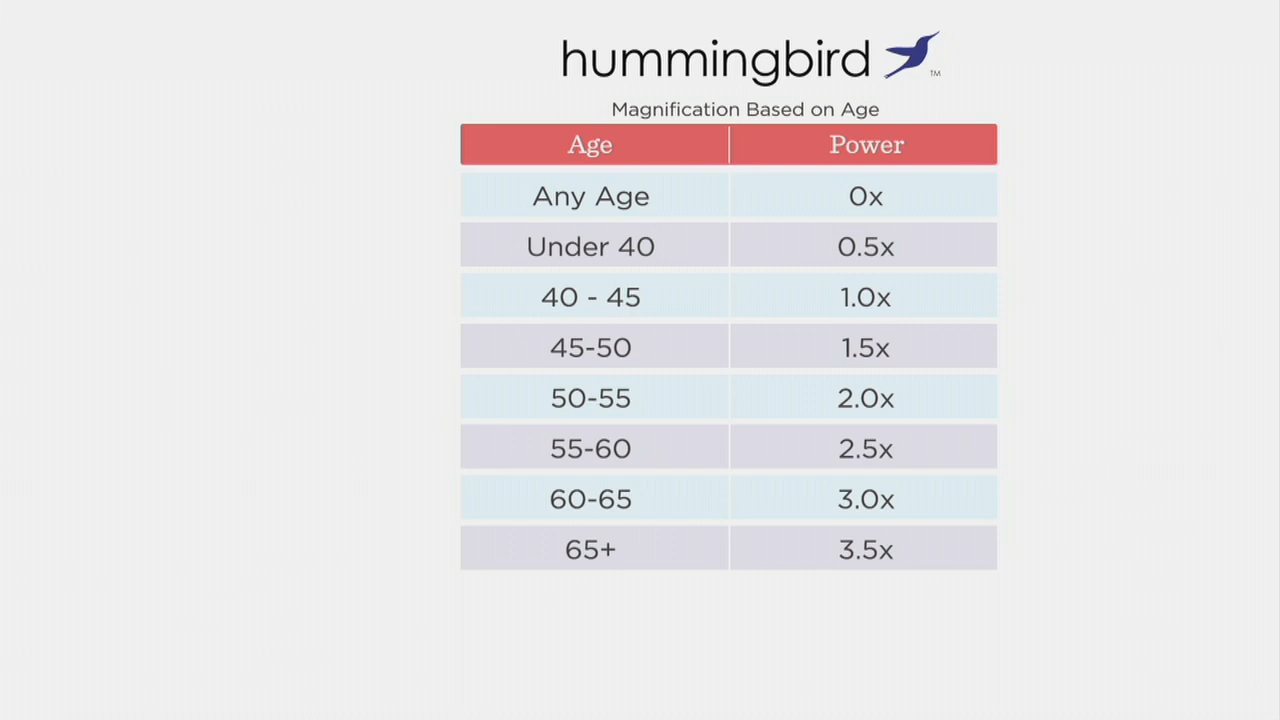 hummingbird ™
Magnification Based on Age
Age Power
Any Age 0x
Under 40 0.5x
40 - 45 1.0x
45-50 1.5x
50-55 2.0x
55-60 2.5x
60-65 3.0x
65+ 3.5x